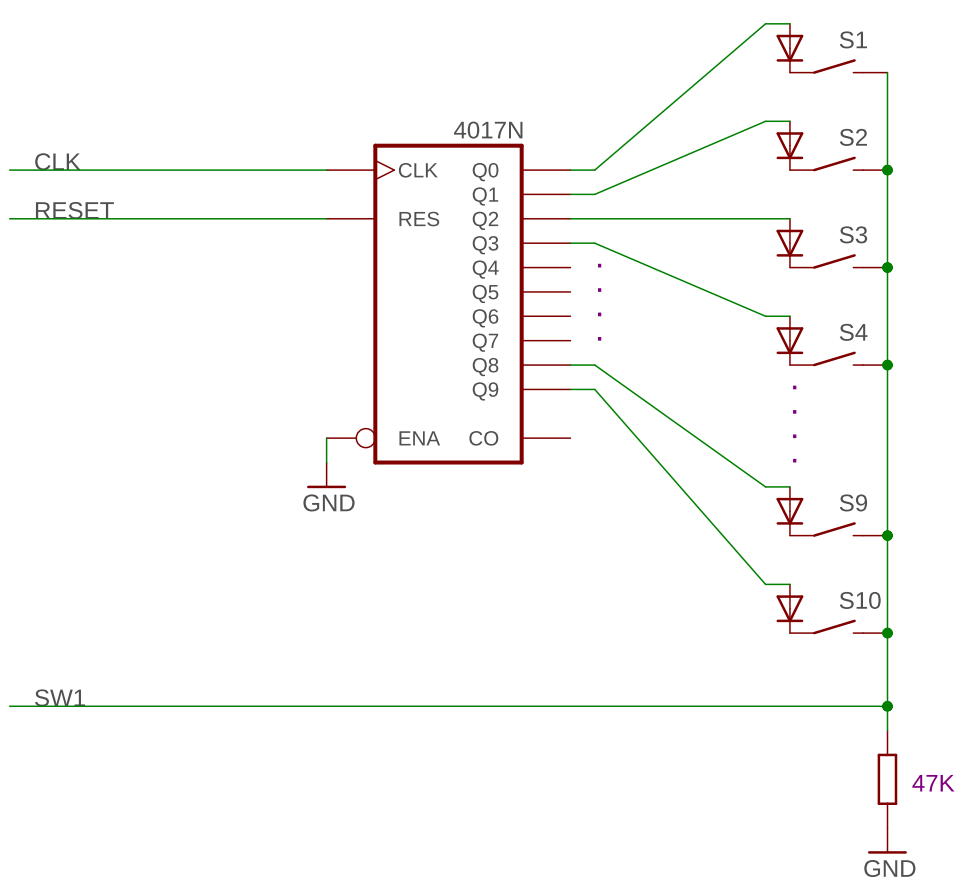 S1
4017N
S2
CLK
CLK
Q0
Q1
RESET
RES
Q2
S3
Q3
Q4
Q5
Q6
Q7
S4
Q8
Q9
ENA
CO
GND
S9
S10
SW1
47K
GND